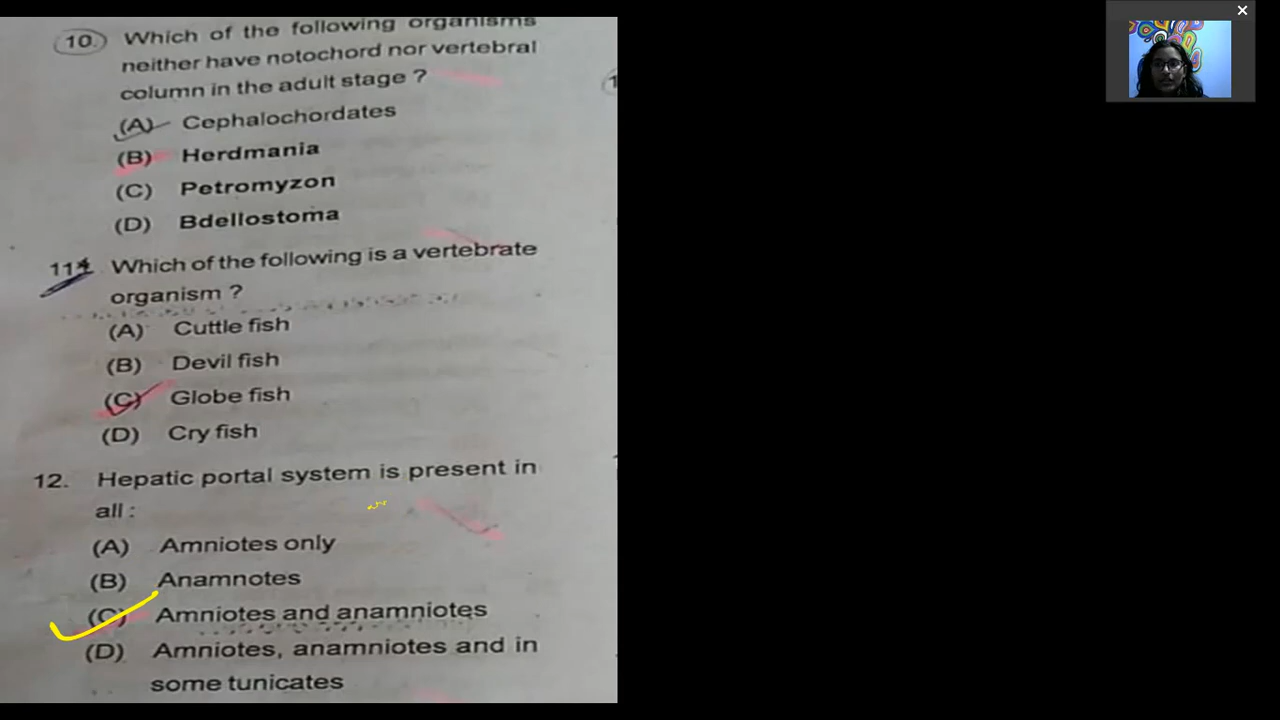 10. Which of the following organisms
neither have notochord nor vertebral
column in the adult stage ?
(A) Cephalochordates
(B) Herdmania
(C) Petromyzon
(D) Bdellostoma
11. Which of the following is a vertebrate
organism ?
(A) Cuttle fish
(B) Devil fish
(C) Globe fish
(D) Cry fish
12. Hepatic portal system is present in
all :
(A) Amniotes only
(B) Anamnotes
(C) Amniotes and anamniotes
(D) Amniotes, anamniotes and in
some tunicates